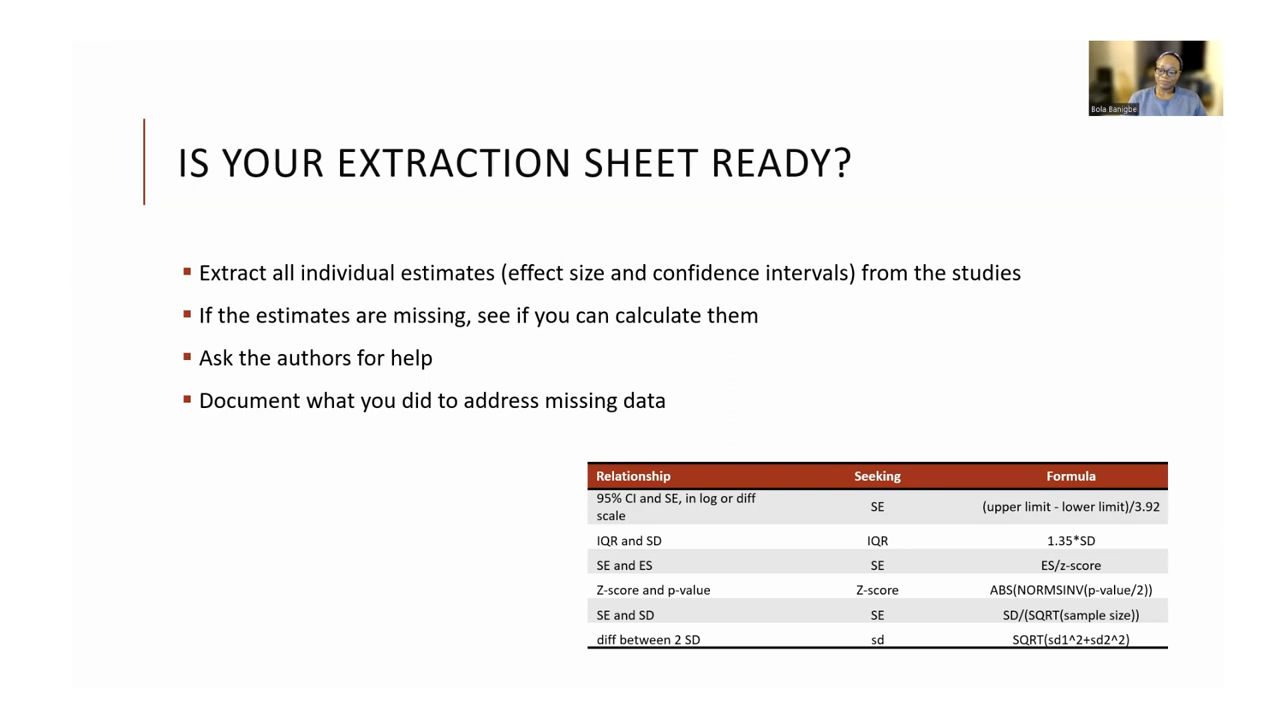 Bola Banigbe
IS YOUR EXTRACTION SHEET READY?
Extract all individual estimates (effect size and confidence intervals) from the studies
If the estimates are missing, see if you can calculate them
Ask the authors for help
Document what you did to address missing data
Relationship Seeking Formula
95% CI and SE, in log or diff
scale SE (upper limit - lower limit)/3.92
IQR and SD IQR 1.35*SD
SE and ES SE ES/z-score
Z-score and p-value Z-score ABS(NORMSINV(p-value/2))
SE and SD SE SD/(SQRT(sample size))
diff between 2 SD sd SQRT(sd1^2+sd2^2)